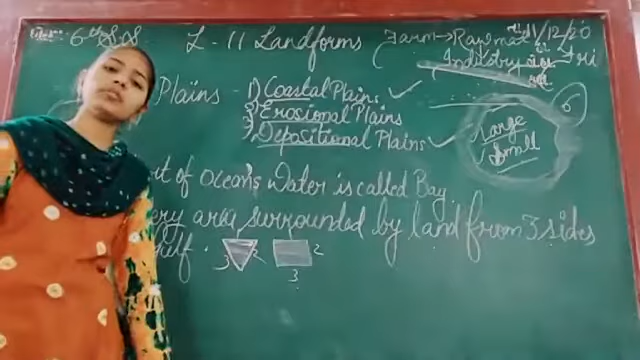 6th S.S
L-11 Landforms
Farm → Raw mat
11/12/20
Industry
Plains - 1) Coastal Plains
2) Erosional Plains
3) Depositional Plains
Large
Small
t of oceans Water is called Bay.
ery area surrounded by land from 3 sides
ulf.
3
2
3